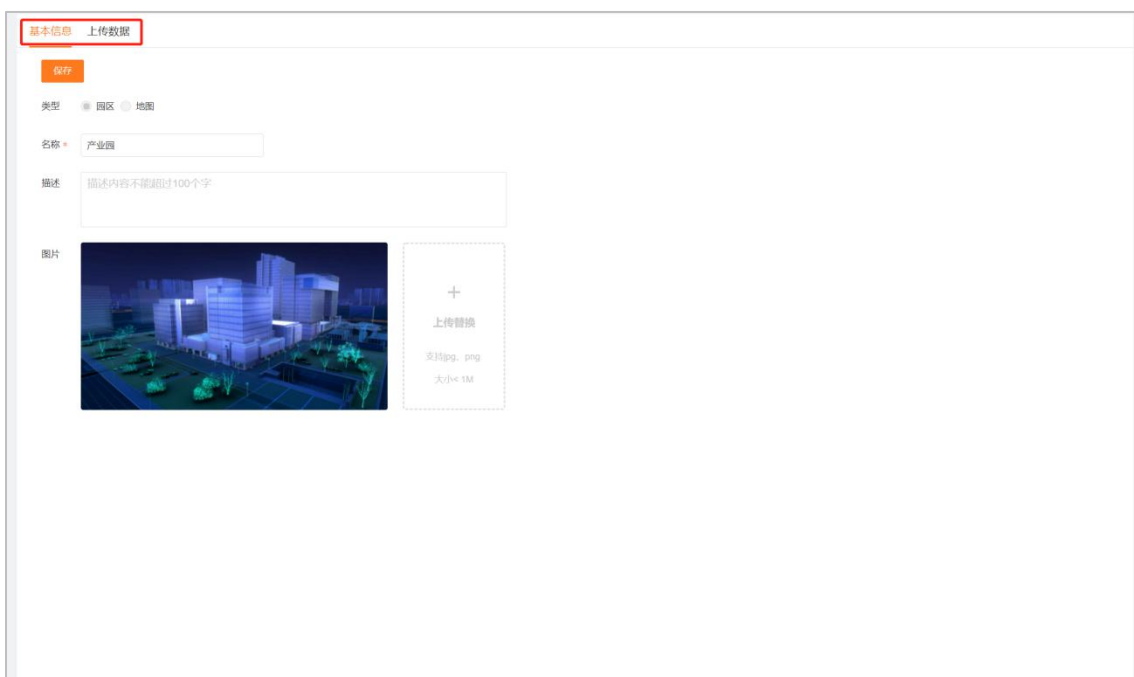 基本信息 上传数据
保存
类型 园区 地图
名称 * 产业园
描述 描述内容不能超过100个字
图片
+
上传替换
支持jpg、png
大小< 1M